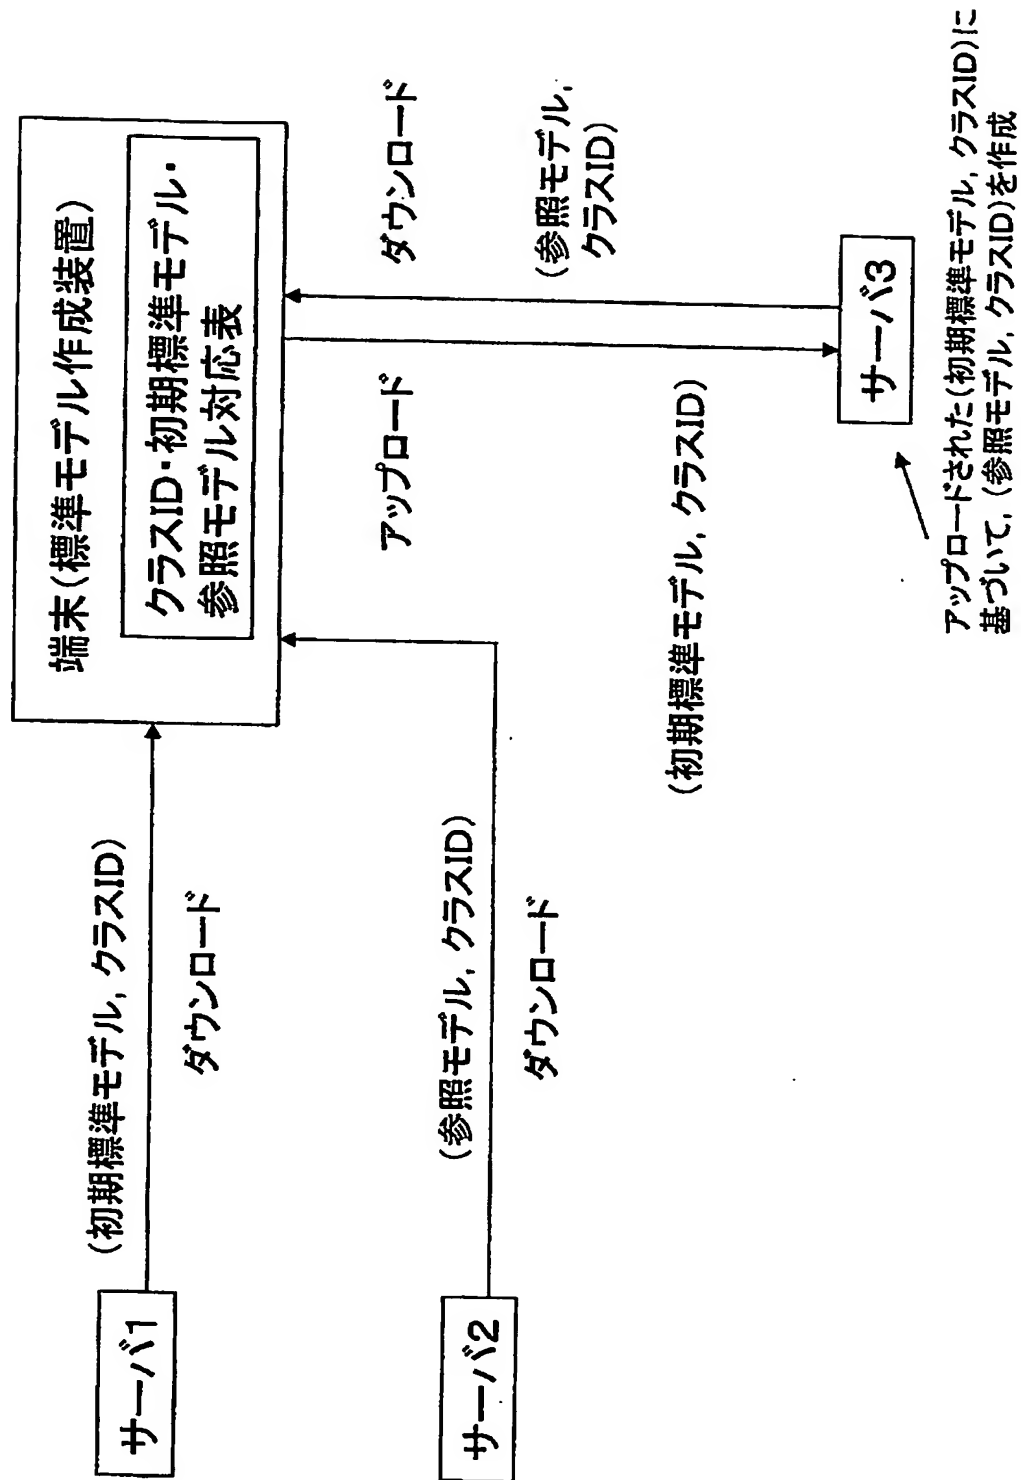 端末(標準モデル作成装置)
クラスID・初期標準モデル・
参照モデル対応表
(初期標準モデル, クラスID)
ダウンロード
サーバ1
(参照モデル, クラスID)
ダウンロード
サーバ2
アップロード
(初期標準モデル, クラスID)
ダウンロード
(参照モデル,
クラスID)
サーバ3
アップロードされた(初期標準モデル, クラスID)に
基づいて, (参照モデル, クラスID)を作成